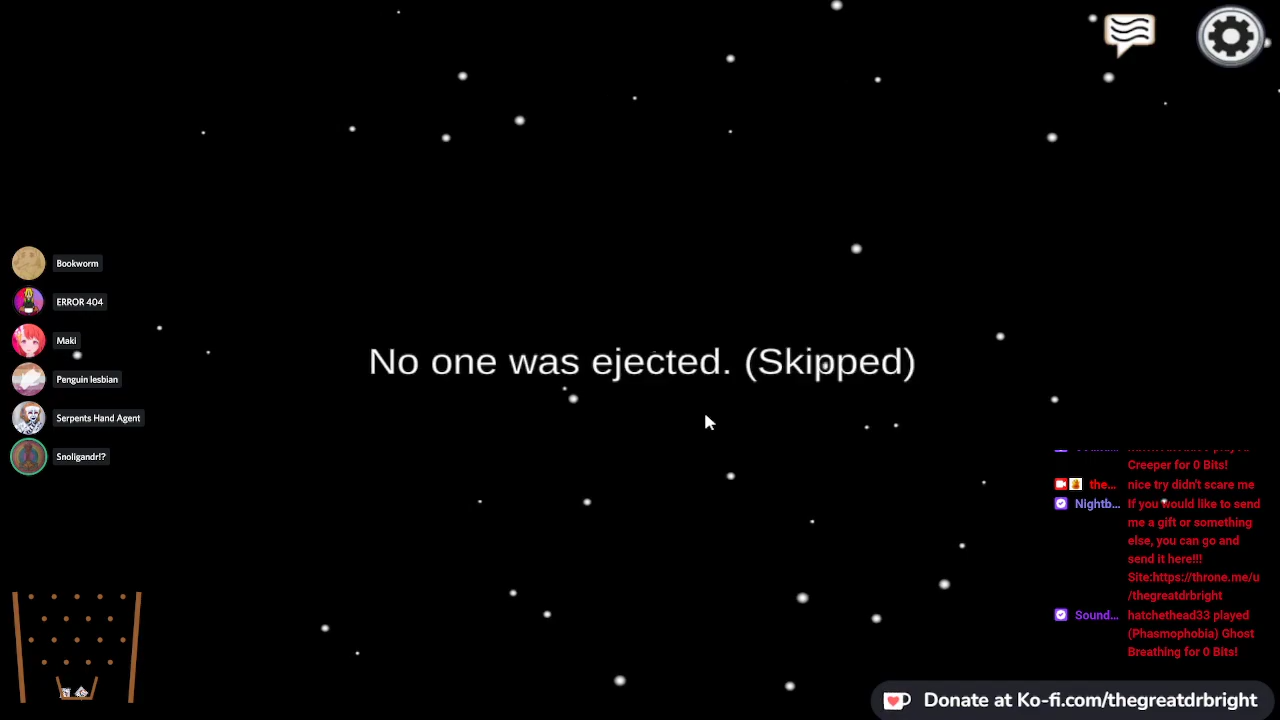 Bookworm
ERROR 404
Maki
Penguin lesbian
Serpents Hand Agent
Snoligandr!?
No one was ejected. (Skipped)
Creeper for 0 Bits!
the... nice try didn't scare me
Nightb... If you would like to send
me a gift or something
else, you can go and
send it here!!!
Site:https://throne.me/u
/thegreatdrbright
Sound... hatchethead33 played
(Phasmophobia) Ghost
Breathing for 0 Bits!
Donate at Ko-fi.com/thegreatdrbright